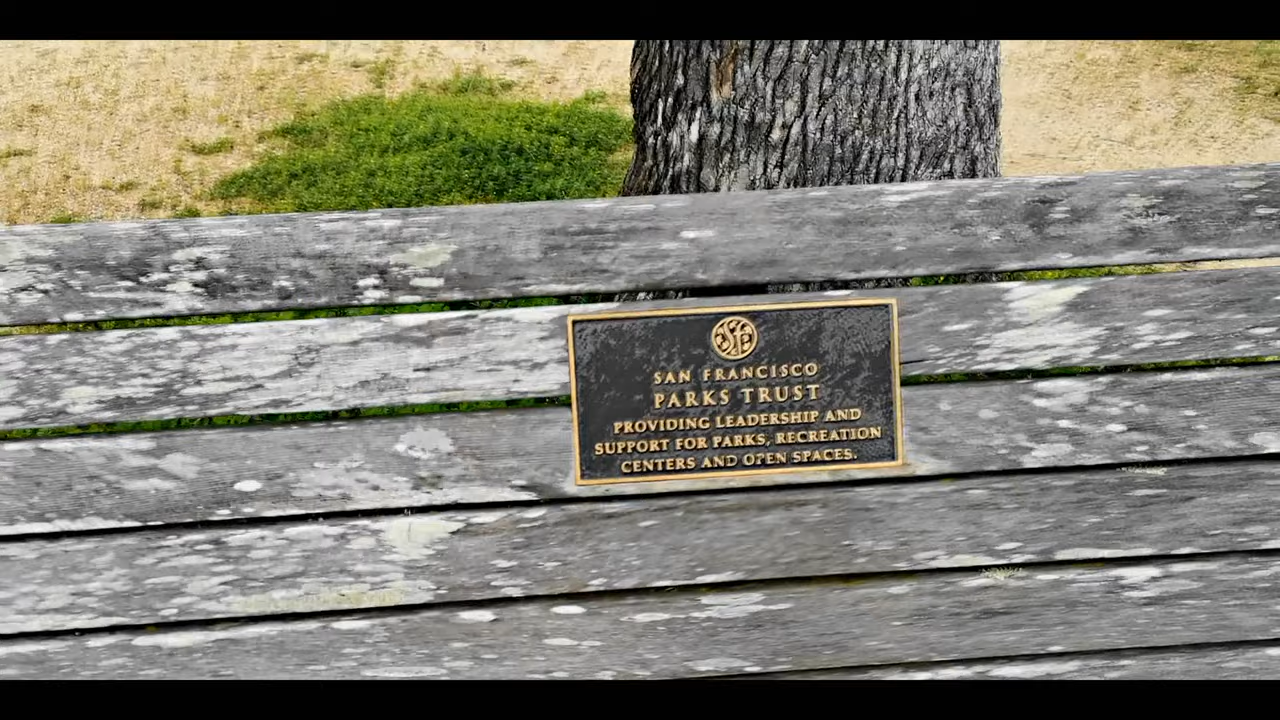 SAN FRANCISCO
PARKS TRUST
PROVIDING LEADERSHIP AND
SUPPORT FOR PARKS, RECREATION
CENTERS AND OPEN SPACES.